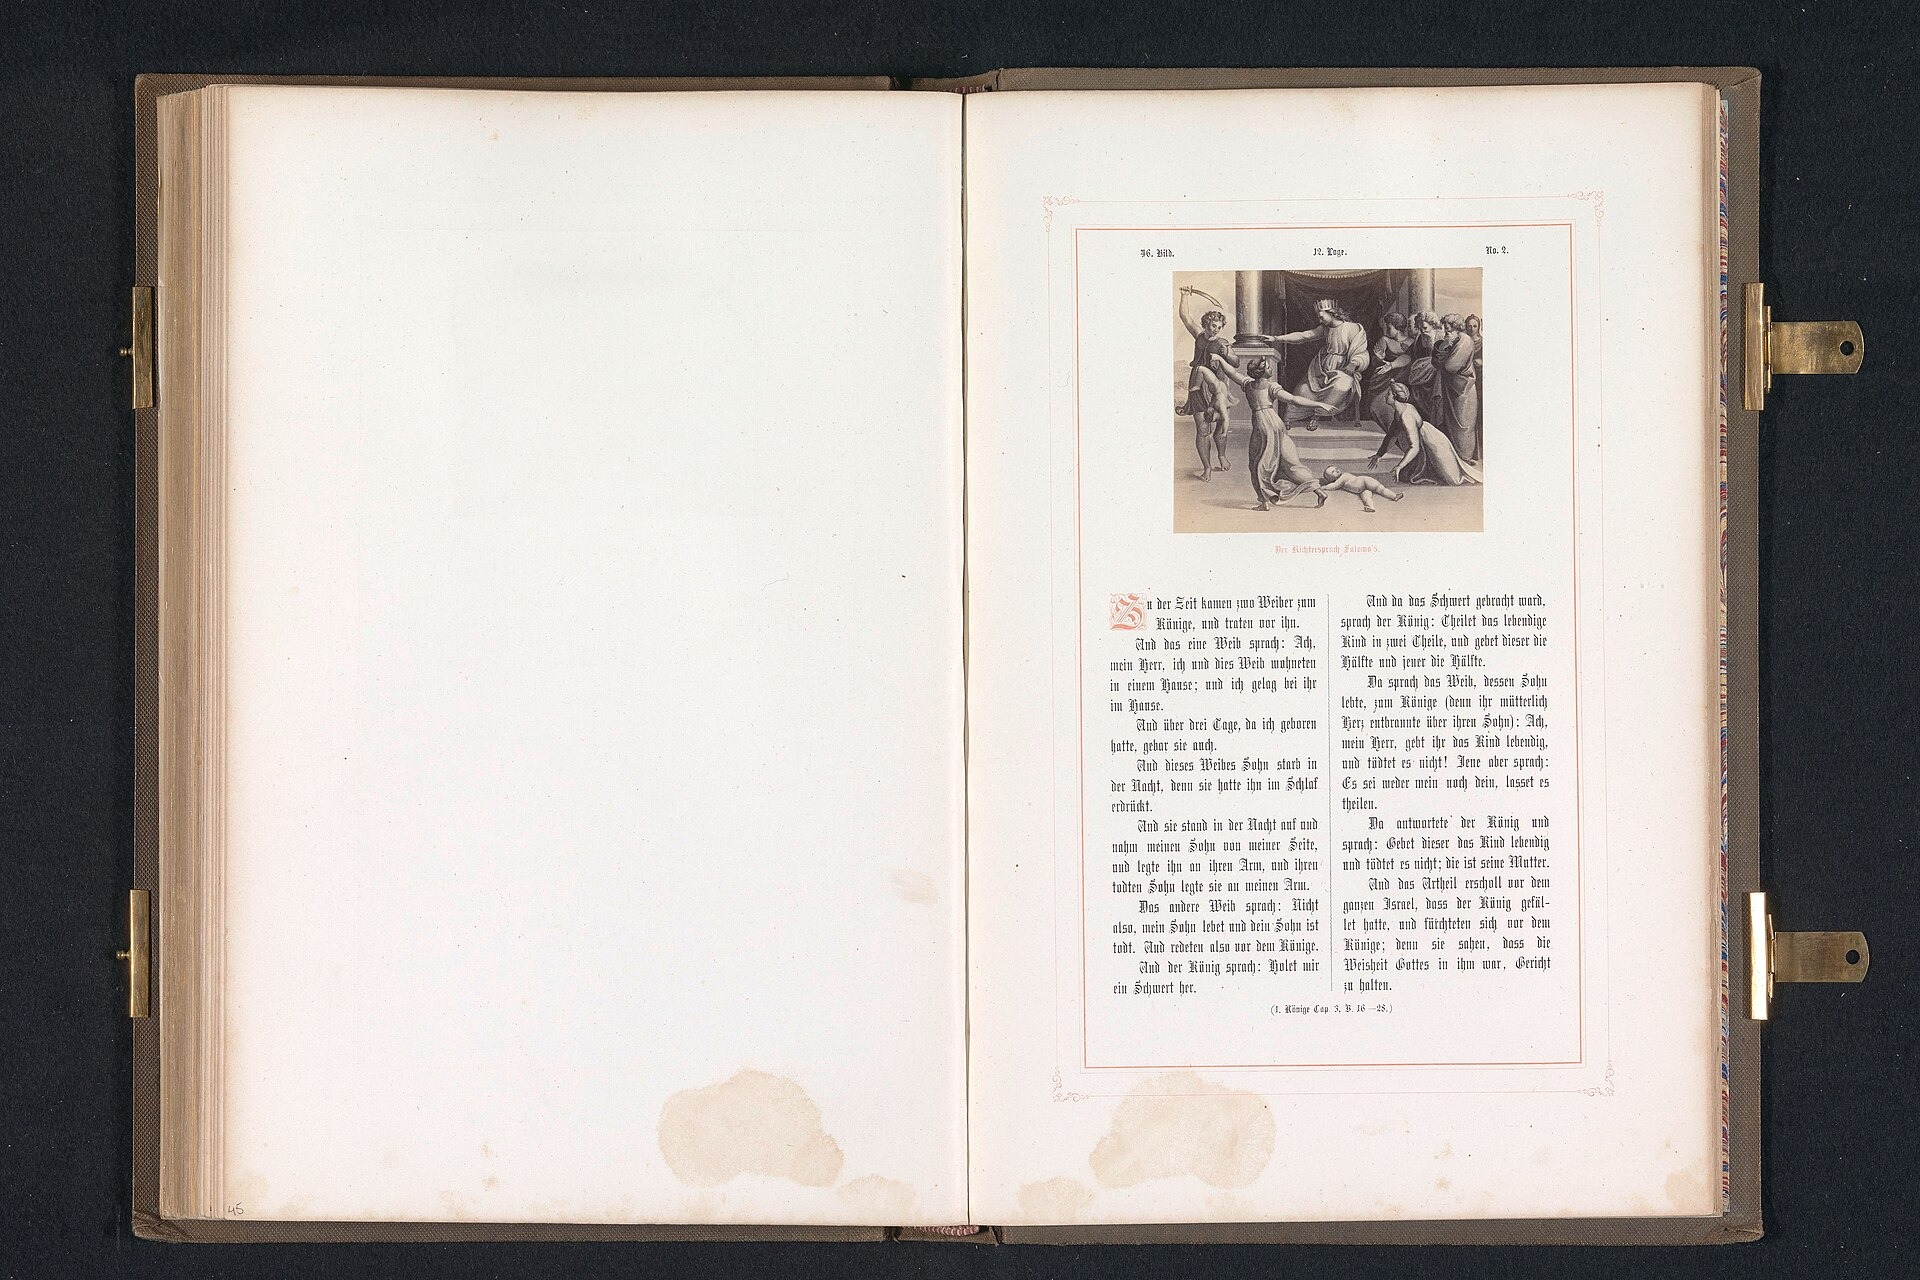 46. Bild.
12. Loge.
No. 2.
Der Richterspruch Salomo's.
Zu der Zeit kamen zwo Weiber zum
Könige, und traten vor ihn.
Und das eine Weib sprach: Ach,
mein Herr, ich und dies Weib wohneten
in einem Hause; und ich gelag bei ihr
im Hause.
Und über drei Tage, da ich geboren
hatte, gebar sie auch.
Und dieses Weibes Sohn starb in
der Nacht, denn sie hatte ihn im Schlaf
erdrückt.
Und sie stand in der Nacht auf und
nahm meinen Sohn von meiner Seite,
und legte ihn an ihren Arm, und ihren
todten Sohn legte sie an meinen Arm.
Das andere Weib sprach: Nicht
also, mein Sohn lebet und dein Sohn ist
todt. Und redeten also vor dem Könige.
Und der König sprach: Holet mir
ein Schwert her.
Und da das Schwert gebracht ward,
sprach der König: Theilet das lebendige
Kind in zwei Theile, und gebet dieser die
Hälfte und jener die Hälfte.
Da sprach das Weib, dessen Sohn
lebte, zum Könige (denn ihr mütterlich
Herz entbrannte über ihren Sohn): Ach,
mein Herr, gebt ihr das Kind lebendig,
und tödtet es nicht! Jene aber sprach:
Es sei weder mein noch dein, lasset es
theilen.
Da antwortete der König und
sprach: Gebet dieser das Kind lebendig
und tödtet es nicht; die ist seine Mutter.
Und das Urtheil erscholl vor dem
ganzen Israel, dass der König gefäl-
let hatte, und fürchteten sich vor dem
Könige; denn sie sahen, dass die
Weisheit Gottes in ihm war, Gericht
zu halten.
(1. Könige Cap 3, V. 16—28.)
45